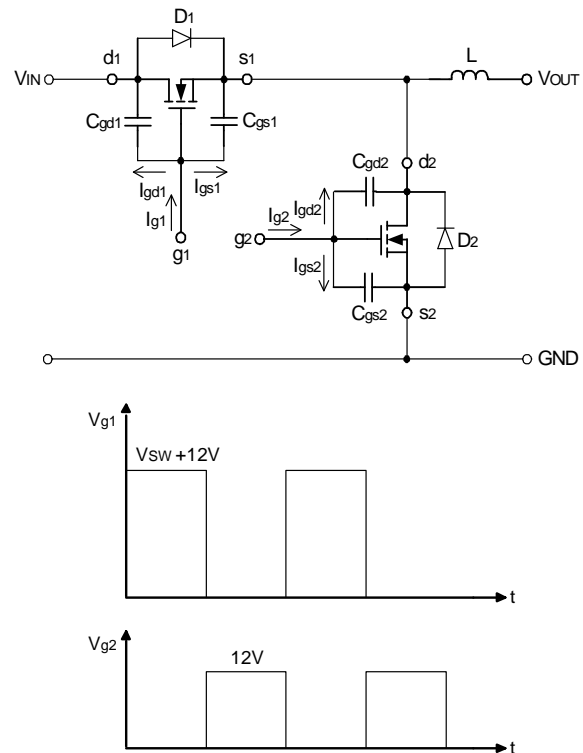 D1
d1
s1
L
VIN
VOUT
Cgd1
Cgs1
Igd1
Igs1
Ig1
g1
Cgd2
d2
Ig2
Igd2
g2
D2
Igs2
Cgs2
s2
GND
Vg1
VSW +12V
t
Vg2
12V
t